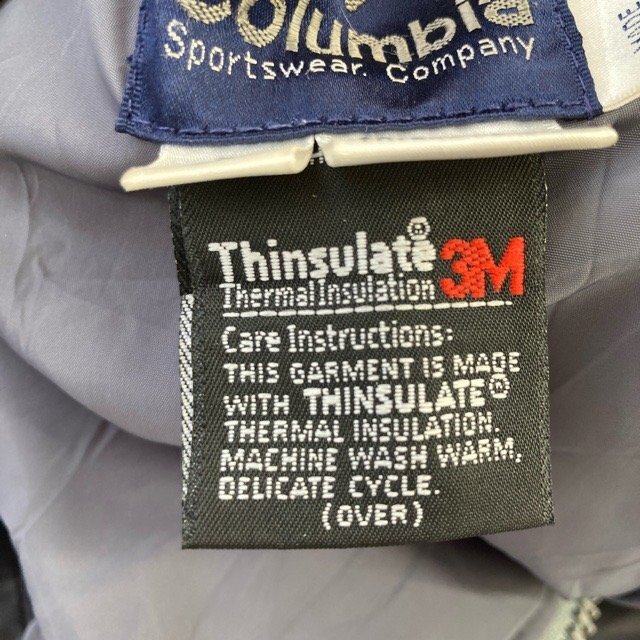 Columbia
Sportswear Company
Thinsulate® 3M
Thermal Insulation
Care Instructions:
THIS GARMENT IS MADE
WITH THINSULATE®
THERMAL INSULATION.
MACHINE WASH WARM,
DELICATE CYCLE.
(OVER)